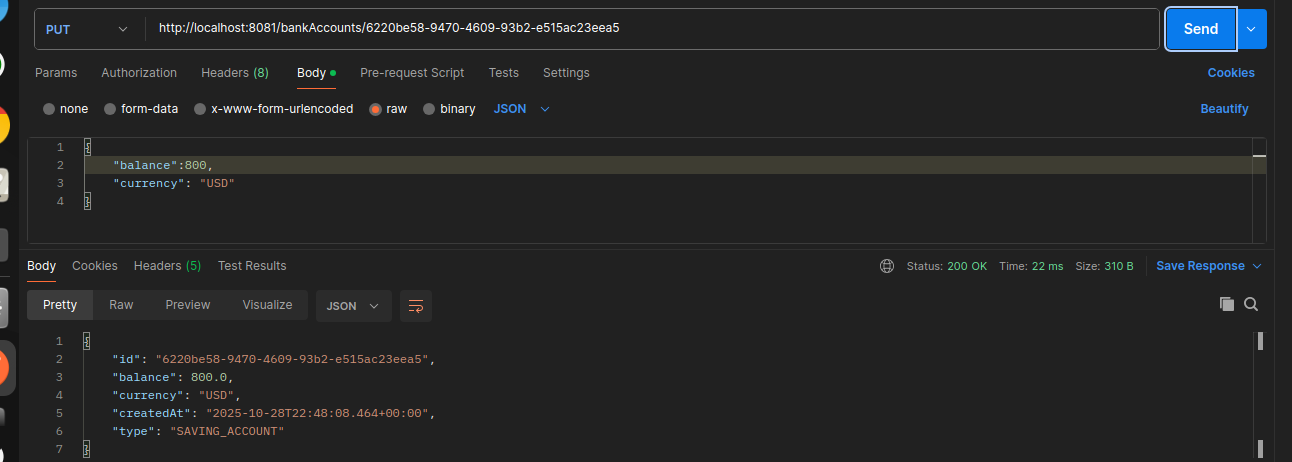 PUT http://localhost:8081/bankAccounts/6220be58-9470-4609-93b2-e515ac23eea5 Send
Params Authorization Headers (8) Body Pre-request Script Tests Settings Cookies
none form-data x-www-form-urlencoded raw binary JSON Beautify
1 {
2 "balance":800,
3 "currency": "USD"
4 }
Body Cookies Headers (5) Test Results Status: 200 OK Time: 22 ms Size: 310 B Save Response
Pretty Raw Preview Visualize JSON
1 {
2 "id": "6220be58-9470-4609-93b2-e515ac23eea5",
3 "balance": 800.0,
4 "currency": "USD",
5 "createdAt": "2025-10-28T22:48:08.464+00:00",
6 "type": "SAVING_ACCOUNT"
7 }